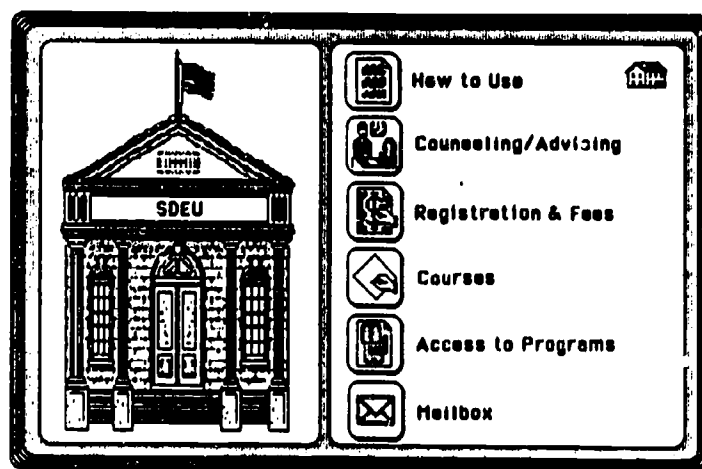 SDEU
How to Use
Counseling/Advising
Registration & Fees
Courses
Access to Programs
Mailbox